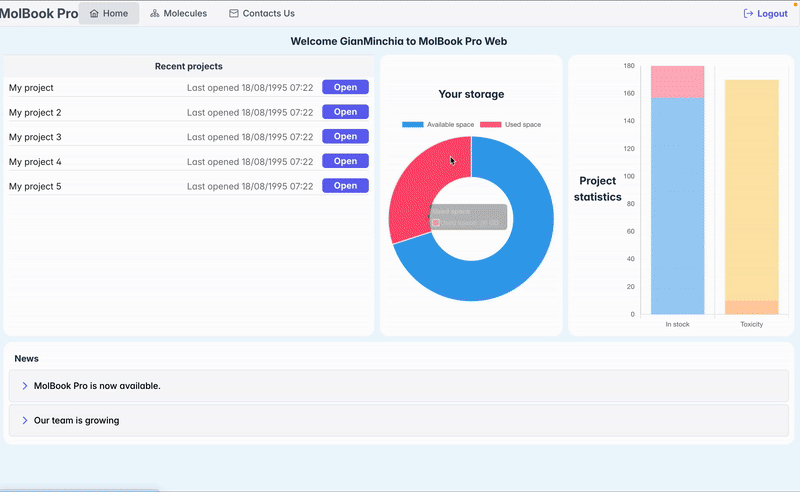 MolBook Pro
Home
Molecules
Contacts Us
Logout
Welcome GianMinchia to MolBook Pro Web
Recent projects
My project Last opened 18/08/1995 07:22 Open
My project 2 Last opened 18/08/1995 07:22 Open
My project 3 Last opened 18/08/1995 07:22 Open
My project 4 Last opened 18/08/1995 07:22 Open
My project 5 Last opened 18/08/1995 07:22 Open
Your storage
Available space
Used space
Used space
Project
statistics
180
160
140
120
100
80
60
40
20
0
In stock
Toxicity
News
MolBook Pro is now available.
Our team is growing